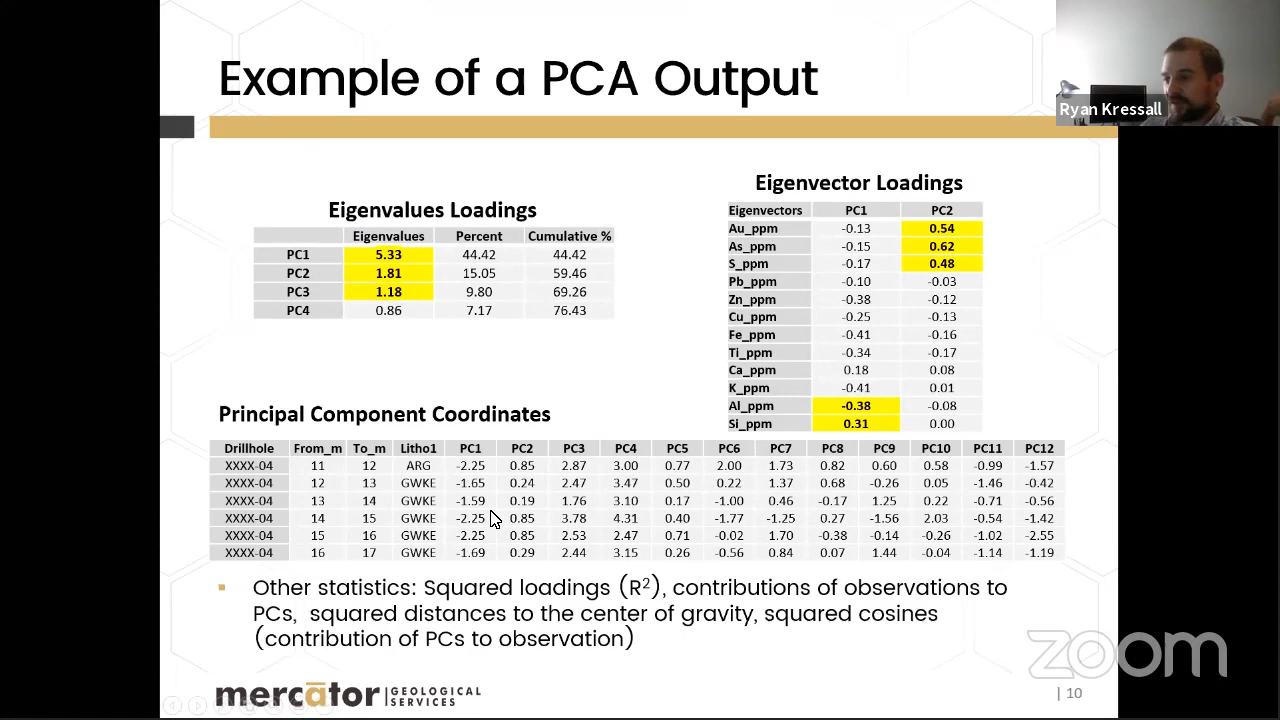 Example of a PCA Output
Ryan Kressall
Eigenvalues Loadings
Eigenvalues Percent Cumulative %
PC1 5.33 44.42 44.42
PC2 1.81 15.05 59.46
PC3 1.18 9.80 69.26
PC4 0.86 7.17 76.43
Eigenvector Loadings
Eigenvectors PC1 PC2
Au_ppm -0.13 0.54
As_ppm -0.15 0.62
S_ppm -0.17 0.48
Pb_ppm -0.10 -0.03
Zn_ppm -0.38 -0.12
Cu_ppm -0.25 -0.13
Fe_ppm -0.41 -0.16
Ti_ppm -0.34 -0.17
Ca_ppm 0.18 0.08
K_ppm -0.41 0.01
Al_ppm -0.38 -0.08
Si_ppm 0.31 0.00
Principal Component Coordinates
Drillhole From_m To_m Litho1 PC1 PC2 PC3 PC4 PC5 PC6 PC7 PC8 PC9 PC10 PC11 PC12
XXXX-04 11 12 ARG -2.25 0.85 2.87 3.00 0.77 2.00 1.73 0.82 0.60 0.58 -0.99 -1.57
XXXX-04 12 13 GWKE -1.65 0.24 2.47 3.47 0.50 0.22 1.37 0.68 -0.26 0.05 -1.46 -0.42
XXXX-04 13 14 GWKE -1.59 0.19 1.76 3.10 0.17 -1.00 0.46 -0.17 1.25 0.22 -0.71 -0.56
XXXX-04 14 15 GWKE -2.25 0.85 3.78 4.31 0.40 -1.77 -1.25 0.27 -1.56 2.03 -0.54 -1.42
XXXX-04 15 16 GWKE -2.25 0.85 2.53 2.47 0.71 -0.02 1.70 -0.38 -0.14 -0.26 -1.02 -2.55
XXXX-04 16 17 GWKE -1.69 0.29 2.44 3.15 0.26 -0.56 0.84 0.07 1.44 -0.04 -1.14 -1.19
▪ Other statistics: Squared loadings (R²), contributions of observations to
PCs, squared distances to the center of gravity, squared cosines
(contribution of PCs to observation)
zoom
mercator | GEOLOGICAL
SERVICES
| 10